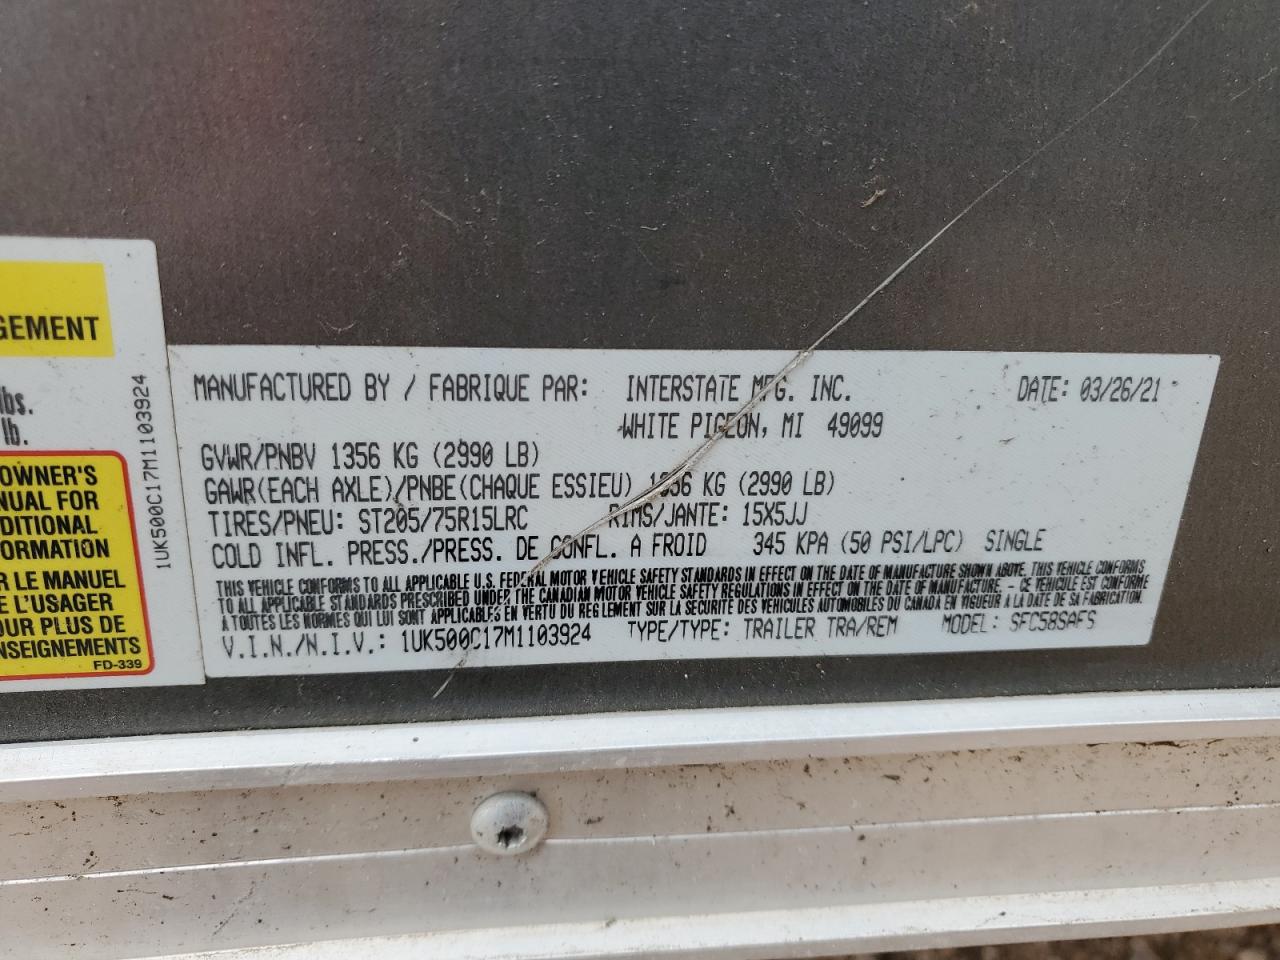 GEMENT
lbs.
lb.
OWNER'S
NUAL FOR
DITIONAL
FORMATION
R LE MANUEL
E L'USAGER
OUR PLUS DE
NSEIGNEMENTS
FD-339
1UK500C17M1103924
MANUFACTURED BY / FABRIQUE PAR: INTERSTATE MFG. INC. DATE: 03/26/21
WHITE PIGEON, MI 49099
GVWR/PNBV 1356 KG (2990 LB)
GAWR(EACH AXLE)/PNBE(CHAQUE ESSIEU) 1356 KG (2990 LB)
TIRES/PNEU: ST205/75R15LRC RIMS/JANTE: 15X5JJ
COLD INFL. PRESS./PRESS. DE GONFL. A FROID 345 KPA (50 PSI/LPC) SINGLE
THIS VEHICLE CONFORMS TO ALL APPLICABLE U.S. FEDERAL MOTOR VEHICLE SAFETY STANDARDS IN EFFECT ON THE DATE OF MANUFACTURE SHOWN ABOVE. THIS VEHICLE CONFORMS
TO ALL APPLICABLE STANDARDS PRESCRIBED UNDER THE CANADIAN MOTOR VEHICLE SAFETY REGULATIONS IN EFFECT ON THE DATE OF MANUFACTURE. - CE VEHICULE EST CONFORME
A TOUTES LES NORMES QUI LUI SONT APPLICABLES EN VERTU DU REGLEMENT SUR LA SECURITE DES VEHICULES AUTOMOBILES DU CANADA EN VIGUEUR A LA DATE DE SA FABRICATION.
V.I.N./N.I.V.: 1UK500C17M1103924 TYPE/TYPE: TRAILER TRA/REM MODEL: SFC58SAFS